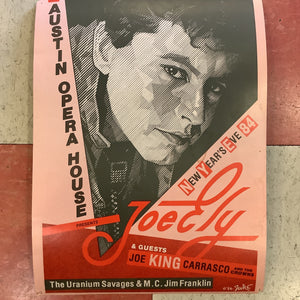 AUSTIN OPERA HOUSE
PRESENTS
NEW YEAR'S EVE 84
Joe Ely
& GUESTS
JOE KING CARRASCO AND THE CROWNS
The Uranium Savages & M.C. Jim Franklin